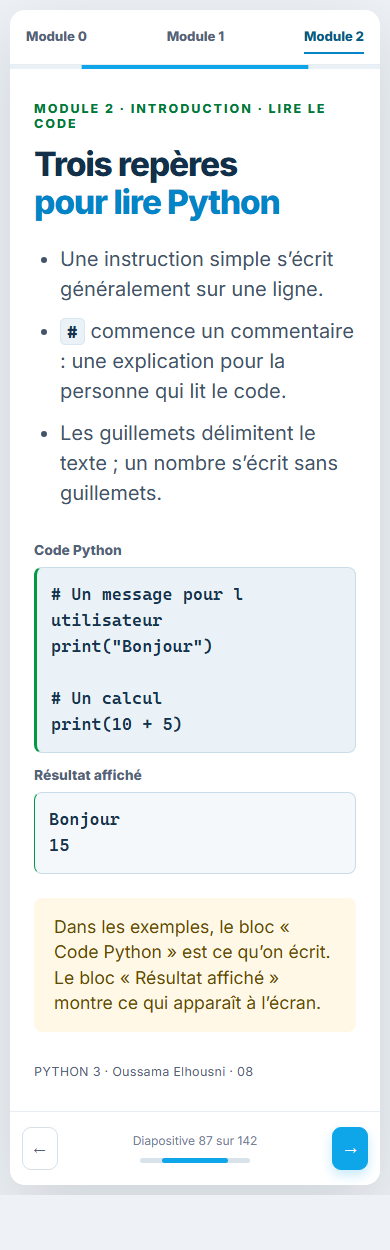 Module 0 Module 1 Module 2
MODULE 2 · INTRODUCTION · LIRE LE
CODE
Trois repères
pour lire Python
• Une instruction simple s’écrit
généralement sur une ligne.
• # commence un commentaire
: une explication pour la
personne qui lit le code.
• Les guillemets délimitent le
texte ; un nombre s’écrit sans
guillemets.
Code Python
# Un message pour l
utilisateur
print("Bonjour")
# Un calcul
print(10 + 5)
Résultat affiché
Bonjour
15
Dans les exemples, le bloc «
Code Python » est ce qu’on écrit.
Le bloc « Résultat affiché »
montre ce qui apparaît à l’écran.
PYTHON 3 · Oussama Elhousni · 08
← Diapositive 87 sur 142 →